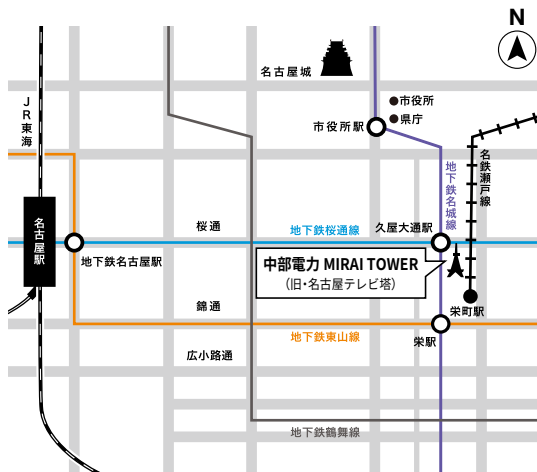 N
名古屋城
市役所
県庁
市役所駅
JR東海
名鉄瀬戸線
地下鉄名城線
名古屋駅
桜通
地下鉄桜通線
久屋大通駅
地下鉄名古屋駅
中部電力 MIRAI TOWER
（旧・名古屋テレビ塔）
錦通
栄町駅
地下鉄東山線
栄駅
広小路通
地下鉄鶴舞線